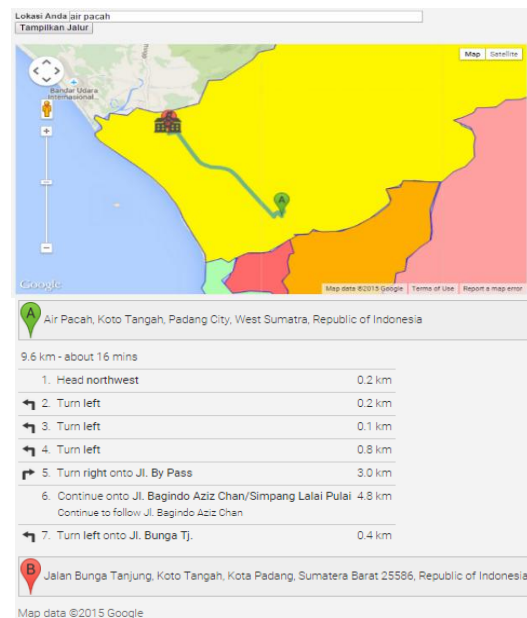 Lokasi Anda air pacah
Tampilkan Jalur
Map Satellite
Bandar Udara
Internasional...
Google
Map data ©2015 Google Terms of Use Report a map error
A Air Pacah, Koto Tangah, Padang City, West Sumatra, Republic of Indonesia
9.6 km - about 16 mins
1. Head northwest 0.2 km
2. Turn left 0.2 km
3. Turn left 0.1 km
4. Turn left 0.8 km
5. Turn right onto Jl. By Pass 3.0 km
6. Continue onto Jl. Bagindo Aziz Chan/Simpang Lalai Pulai 4.8 km
Continue to follow Jl. Bagindo Aziz Chan
7. Turn left onto Jl. Bunga Tj. 0.4 km
B Jalan Bunga Tanjung, Koto Tangah, Kota Padang, Sumatera Barat 25586, Republic of Indonesia
Map data ©2015 Google